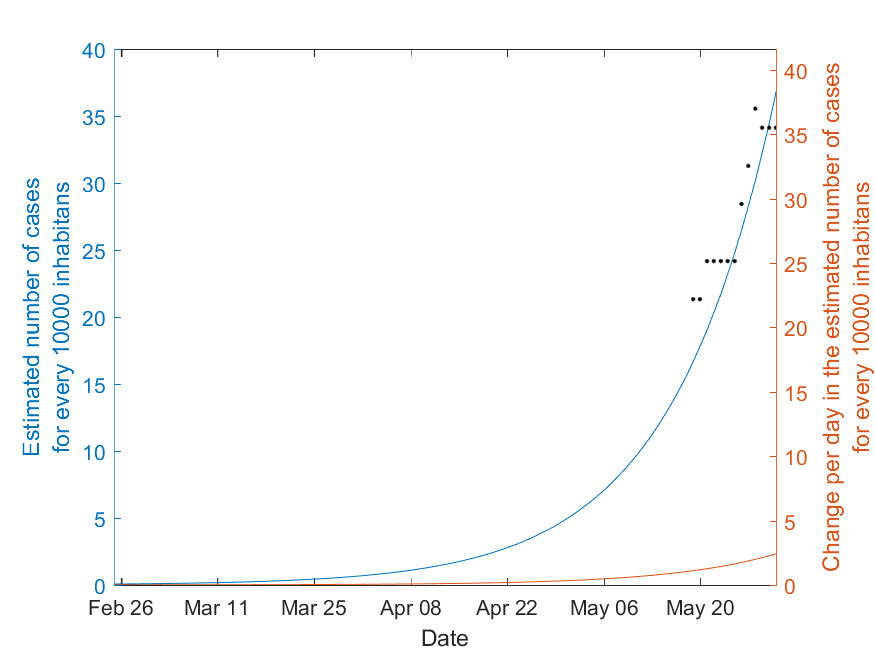 Estimated number of cases
for every 10000 inhabitans
40
35
30
25
20
15
10
5
0
Feb 26
Mar 11
Mar 25
Apr 08
Apr 22
May 06
May 20
Date
40
35
30
25
20
15
10
5
0
Change per day in the estimated number of cases
for every 10000 inhabitans